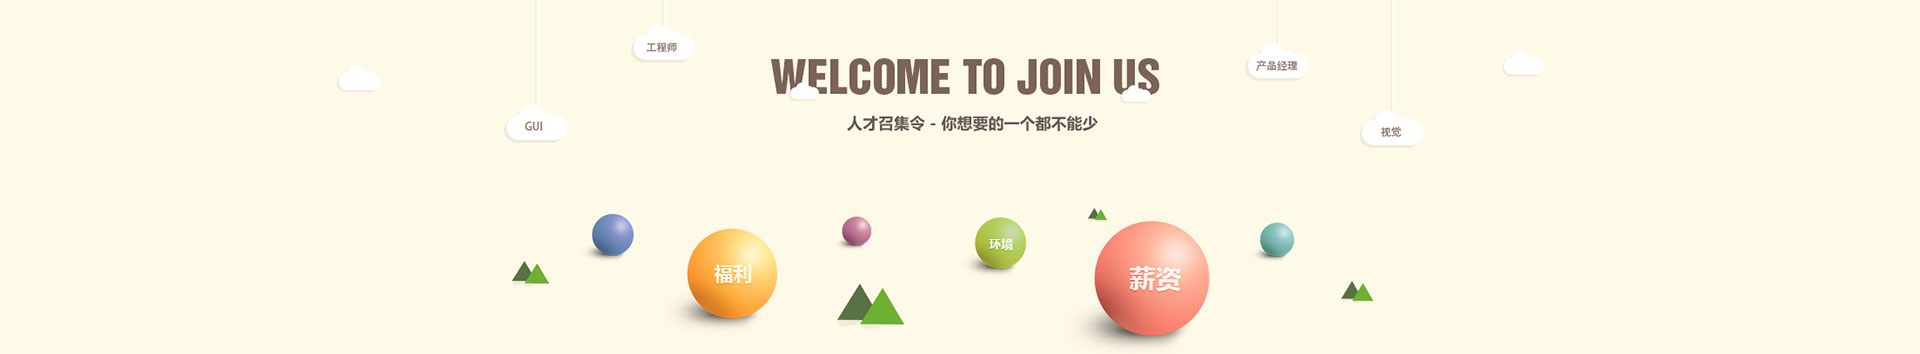 工程师
WELCOME TO JOIN US
产品经理
GUI
人才召集令 - 你想要的一个都不能少
视觉
福利
环境
薪资